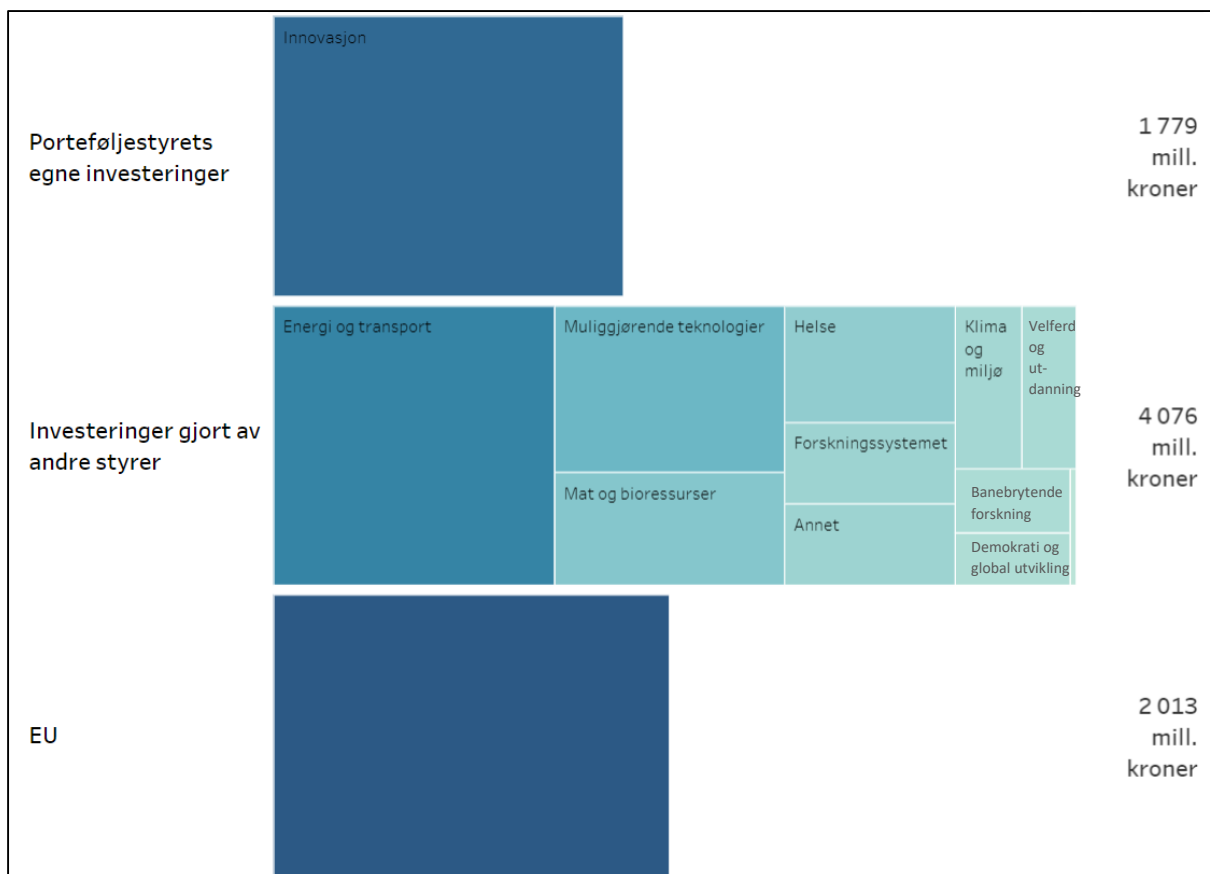 Innovasjon
Porteføljestyrets
egne investeringer
1 779
mill.
kroner
Energi og transport
Muliggjørende teknologier
Helse
Klima
og
miljø
Velferd
og
ut-
danning
Mat og bioressurser
Forskningssystemet
Annet
Banebrytende
forskning
Demokrati og
global utvikling
Investeringer gjort av
andre styrer
4 076
mill.
kroner
EU
2 013
mill.
kroner